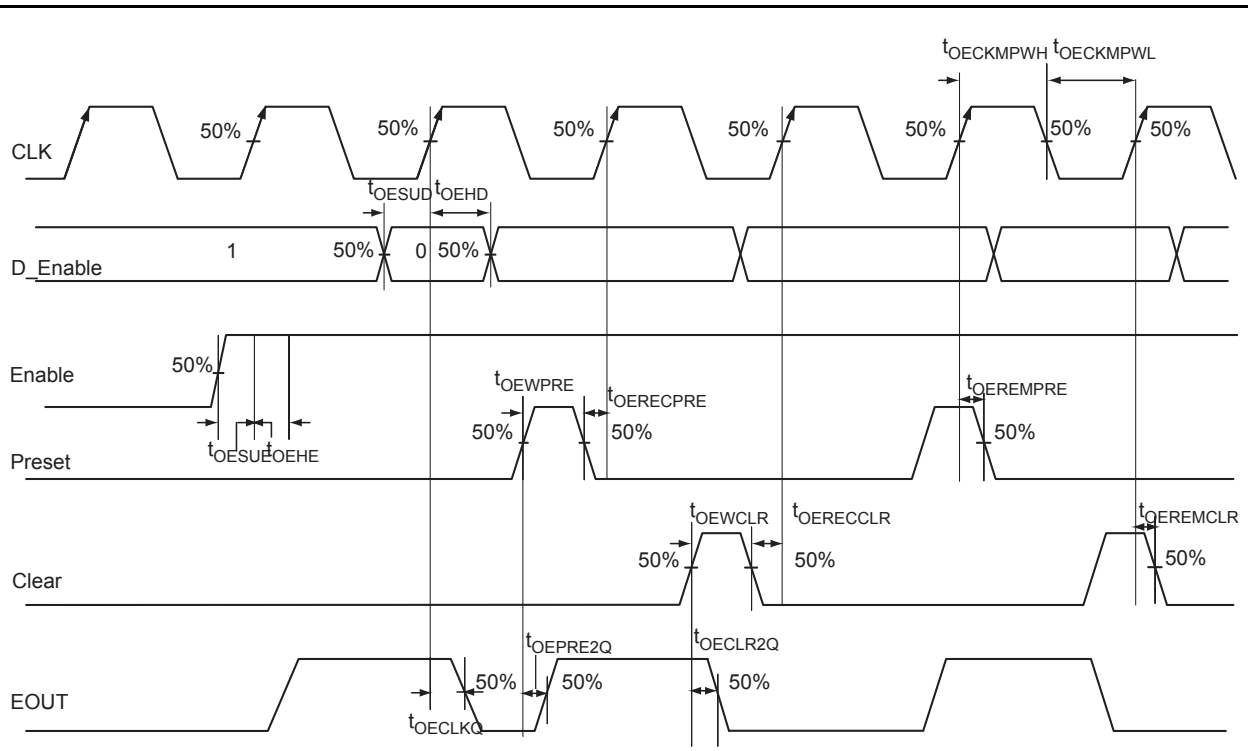 tOECKMPWH tOECKMPWL
CLK 50% 50% 50% 50% 50% 50% 50%
tOESUD tOEHD
D_Enable 1 50% 0 50%
Enable 50%
tOESUE tOEHE
tOEWPRE tOERECPRE tOEREMPRE
Preset 50% 50% 50%
tOEWCLR tOERECCLR tOEREMCLR
Clear 50% 50% 50%
tOEPRE2Q tOECLR2Q
EOUT 50% 50% 50%
tOECLKQ